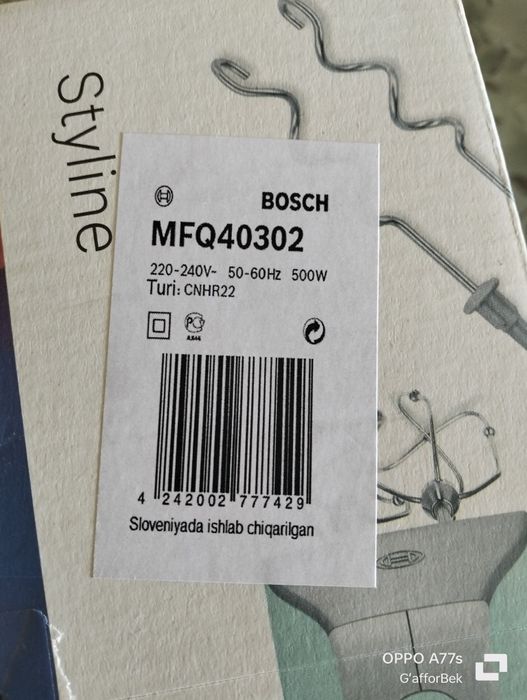 Styline
BOSCH
MFQ40302
220-240V~ 50-60Hz 500W
Turi: CNHR22
4 242002 777429
Sloveniyada ishlab chiqarilgan
OPPO A77s
G'afforBek